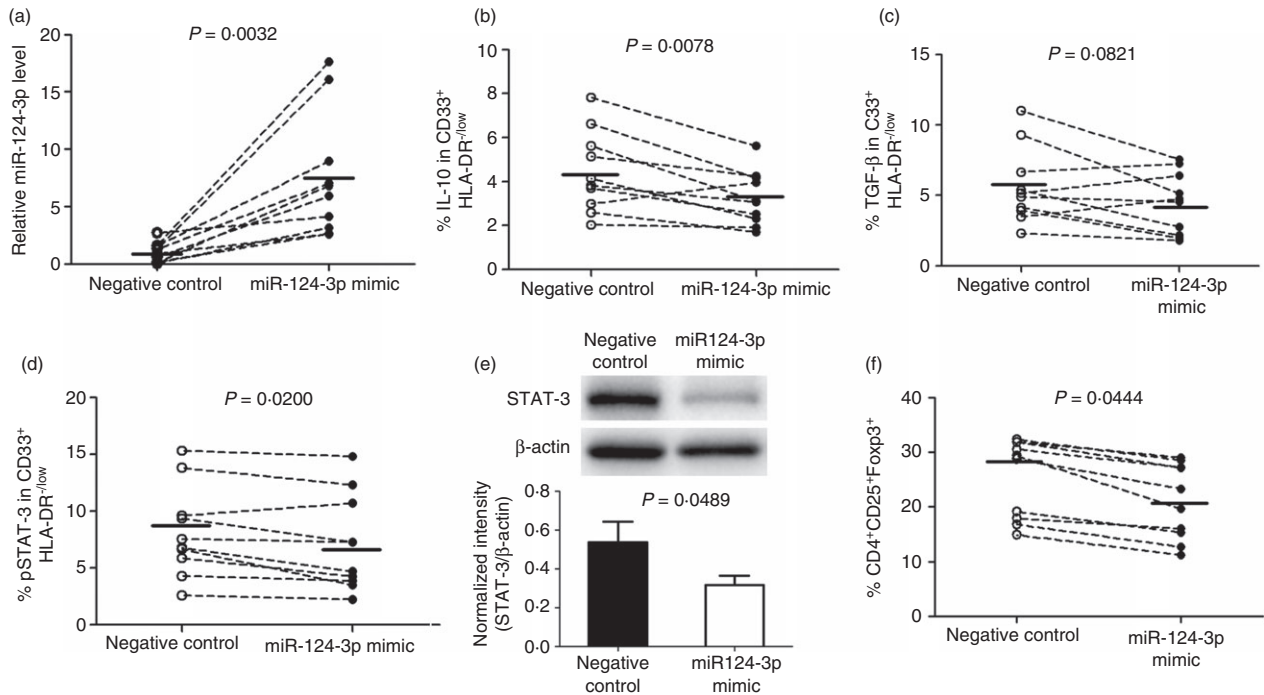 (a)
P = 0·0032
Relative miR-124-3p level
20
15
10
5
0
Negative control
miR-124-3p mimic
(b)
P = 0·0078
% IL-10 in CD33⁺
HLA-DR⁻/ˡᵒʷ
10
8
6
4
2
0
Negative control
miR-124-3p mimic
(c)
P = 0·0821
% TGF-β in C33⁺
HLA-DR⁻/ˡᵒʷ
15
10
5
0
Negative control
miR-124-3p
mimic
(d)
P = 0·0200
% pSTAT-3 in CD33⁺
HLA-DR⁻/ˡᵒʷ
20
15
10
5
0
Negative control
miR-124-3p mimic
(e)
Negative
control
miR124-3p
mimic
STAT-3
β-actin
P = 0·0489
Normalized intensity
(STAT-3/β-actin)
0·8
0·6
0·4
0·2
0·0
Negative
control
miR124-3p
mimic
(f)
P = 0·0444
% CD4⁺CD25⁺Foxp3⁺
40
30
20
10
0
Negative control
miR-124-3p
mimic